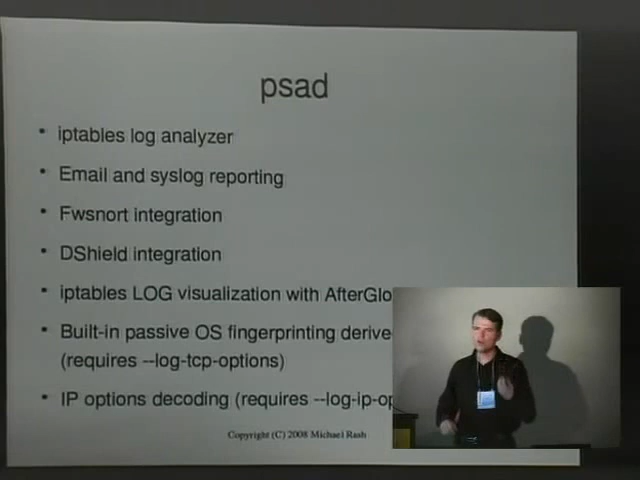 psad
• iptables log analyzer
• Email and syslog reporting
• Fwsnort integration
• DShield integration
• iptables LOG visualization with AfterGlo
• Built-in passive OS fingerprinting derive
(requires --log-tcp-options)
• IP options decoding (requires --log-ip-op
Copyright (C) 2008 Michael Rash